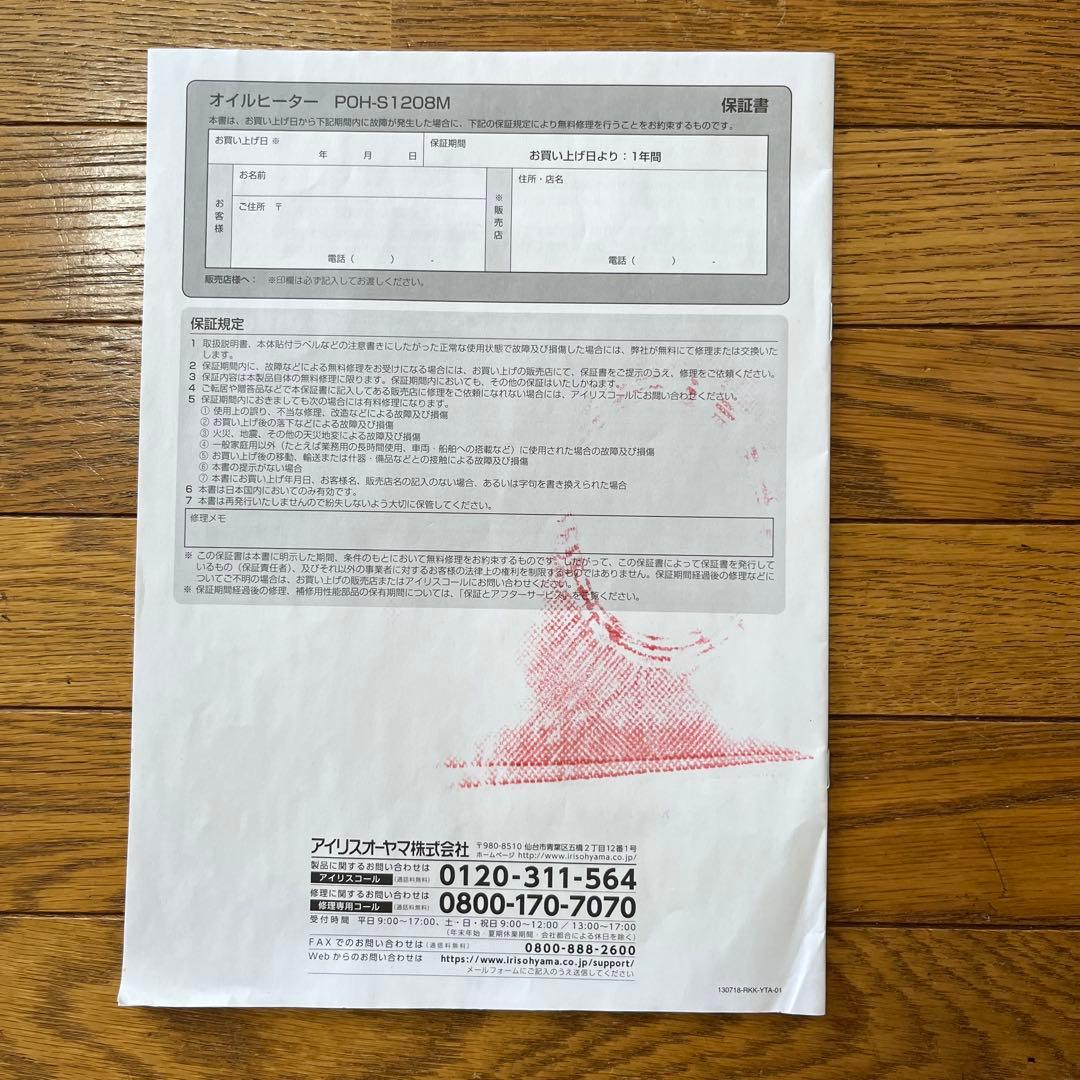 オイルヒーター POH-S1208M 保証書
本書は、お買い上げ日から下記期間内に故障が発生した場合に、下記の保証規定により無料修理を行うことをお約束するものです。
お買い上げ日 ※
年 月 日
保証期間
お買い上げ日より：1年間
お客様
お名前
ご住所 〒
電話（ ） -
※販売店
住所・店名
電話（ ） -
販売店様へ： ※印欄は必ず記入してお渡しください。
保証規定
1 取扱説明書、本体貼付ラベルなどの注意書きにしたがった正常な使用状態で故障及び損傷した場合には、弊社が無料にて修理または交換いた
します。
2 保証期間内に、故障などによる無料修理をお受けになる場合には、お買い上げの販売店にて、保証書をご提示のうえ、修理をご依頼ください。
3 保証内容は本製品自体の無料修理に限ります。保証期間内においても、その他の保証はいたしかねます。
4 ご転居や贈答品などで本保証書に記入してある販売店に修理をご依頼になれない場合には、アイリスコールにお問い合わせください。
5 保証期間内におきましても次の場合には有料修理になります。
① 使用上の誤り、不当な修理、改造などによる故障及び損傷
② お買い上げ後の落下などによる故障及び損傷
③ 火災、地震、その他の天災地変による故障及び損傷
④ 一般家庭用以外（たとえば業務用の長時間使用、車両・船舶への搭載など）に使用された場合の故障及び損傷
⑤ お買い上げ後の移動、輸送または什器・備品などとの接触による故障及び損傷
⑥ 本書の提示がない場合
⑦ 本書にお買い上げ年月日、お客様名、販売店名の記入のない場合、あるいは字句を書き換えられた場合
6 本書は日本国内においてのみ有効です。
7 本書は再発行いたしませんので紛失しないよう大切に保管してください。
修理メモ
※ この保証書は本書に明示した期間、条件のもとにおいて無料修理をお約束するものです。したがって、この保証書によって保証書を発行して
いるもの（保証責任者）、及びそれ以外の事業者に対するお客様の法律上の権利を制限するものではありません。保証期間経過後の修理などに
ついてご不明の場合は、お買い上げの販売店またはアイリスコールにお問い合わせください。
※ 保証期間経過後の修理、補修用性能部品の保有期間については、「保証とアフターサービス」をご覧ください。
アイリスオーヤマ株式会社 〒980-8510 仙台市青葉区五橋2丁目12番1号
ホームページ http://www.irisohyama.co.jp/
製品に関するお問い合わせは
アイリスコール （通話料無料） 0120-311-564
修理に関するお問い合わせは
修理専用コール （通話料無料） 0800-170-7070
受付時間 平日9:00～17:00、土・日・祝日9:00～12:00 ／ 13:00～17:00
（年末年始・夏期休業期間・会社都合による休日を除く）
FAXでのお問い合わせは（通信料無料） 0800-888-2600
Webからのお問い合わせは https://www.irisohyama.co.jp/support/
メールフォームにご記入のうえ送信してください
130718-RKK-YTA-01